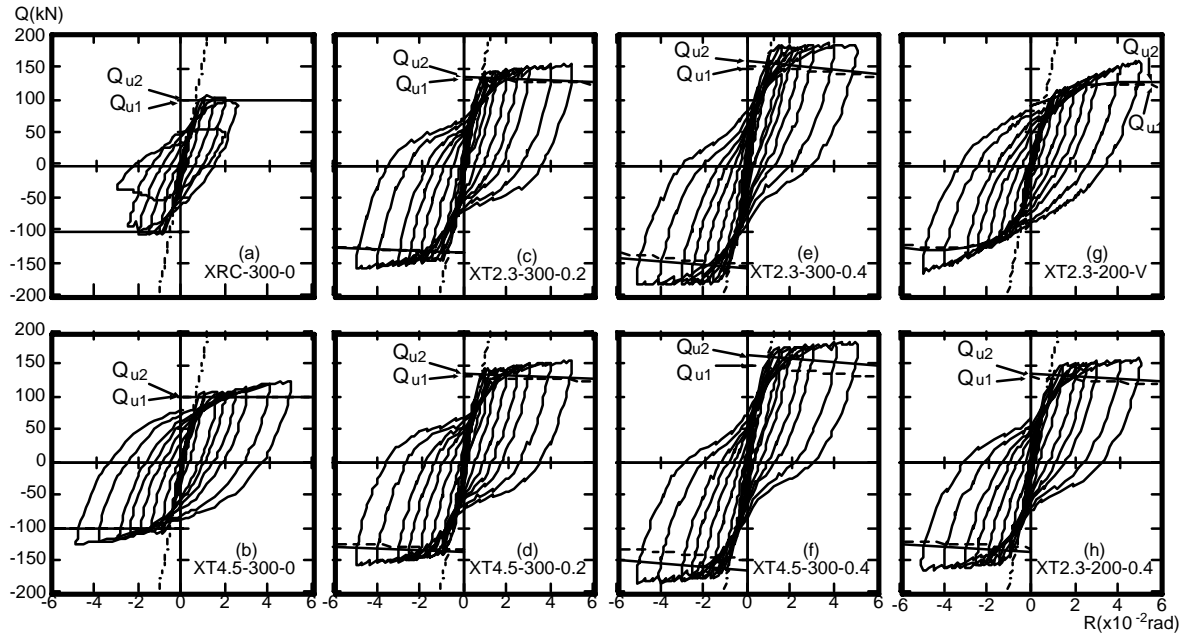 Q(kN)
200
150
100
50
0
-50
-100
-150
-200
Qu2
Qu1
(a)
XRC-300-0
Qu2
Qu1
(c)
XT2.3-300-0.2
Qu2
Qu1
(e)
XT2.3-300-0.4
Qu2
(g)
XT2.3-200-V
200
150
100
50
0
-50
-100
-150
-200
Qu2
Qu1
(b)
XT4.5-300-0
Qu2
Qu1
(d)
XT4.5-300-0.2
Qu2
Qu1
(f)
XT4.5-300-0.4
Qu2
Qu1
(h)
XT2.3-200-0.4
-6 -4 -2 0 2 4 6
-4 -2 0 2 4 6
-4 -2 0 2 4 6
-6 -4 -2 0 2 4 6
R(x10-2rad)